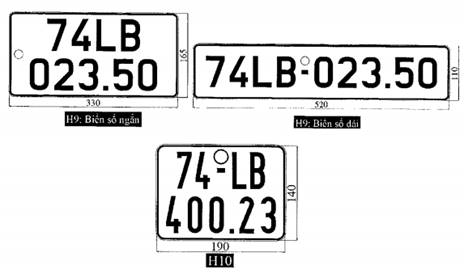 74LB
023.50
165
330
H9: Biển số ngắn
74LB-023.50
110
520
H9: Biển số dài
74-LB
400.23
140
190
H10